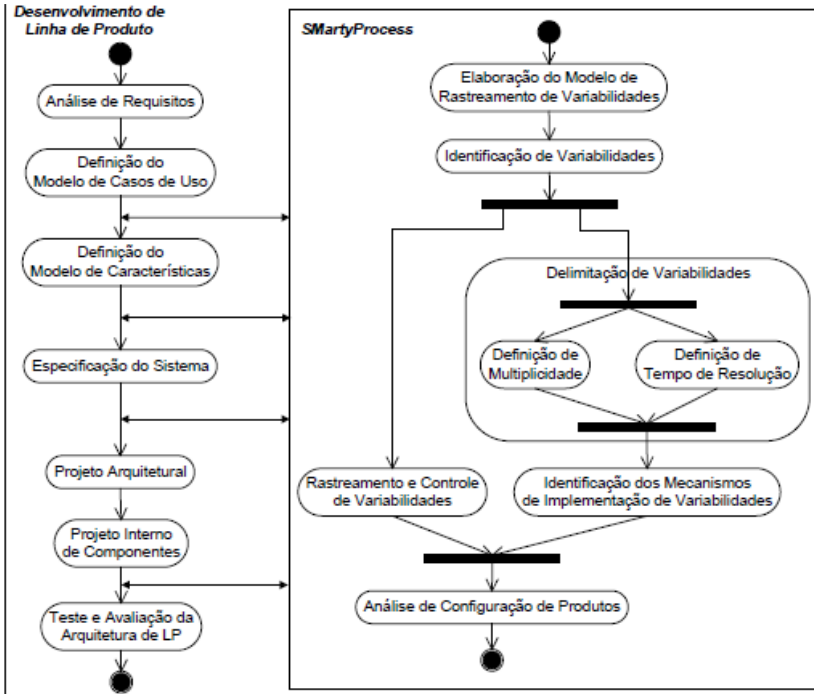 Desenvolvimento de
Linha de Produto
Análise de Requisitos
Definição do
Modelo de Casos de Uso
Definição do
Modelo de Características
Especificação do Sistema
Projeto Arquitetural
Projeto Interno
de Componentes
Teste e Avaliação da
Arquitetura de LP
SMartyProcess
Elaboração do Modelo de
Rastreamento de Variabilidades
Identificação de Variabilidades
Delimitação de Variabilidades
Definição de
Multiplicidade
Definição de
Tempo de Resolução
Rastreamento e Controle
de Variabilidades
Identificação dos Mecanismos
de Implementação de Variabilidades
Análise de Configuração de Produtos